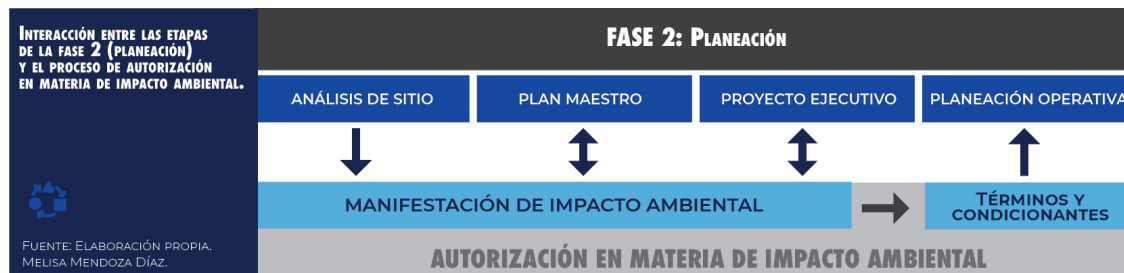 INTERACCIÓN ENTRE LAS ETAPAS
DE LA FASE 2 (PLANEACIÓN)
Y EL PROCESO DE AUTORIZACIÓN
EN MATERIA DE IMPACTO AMBIENTAL.
FASE 2: PLANEACIÓN
ANÁLISIS DE SITIO
PLAN MAESTRO
PROYECTO EJECUTIVO
PLANEACIÓN OPERATIVA
MANIFESTACIÓN DE IMPACTO AMBIENTAL
TÉRMINOS Y
CONDICIONANTES
AUTORIZACIÓN EN MATERIA DE IMPACTO AMBIENTAL
FUENTE: ELABORACIÓN PROPIA.
MELISA MENDOZA DÍAZ.